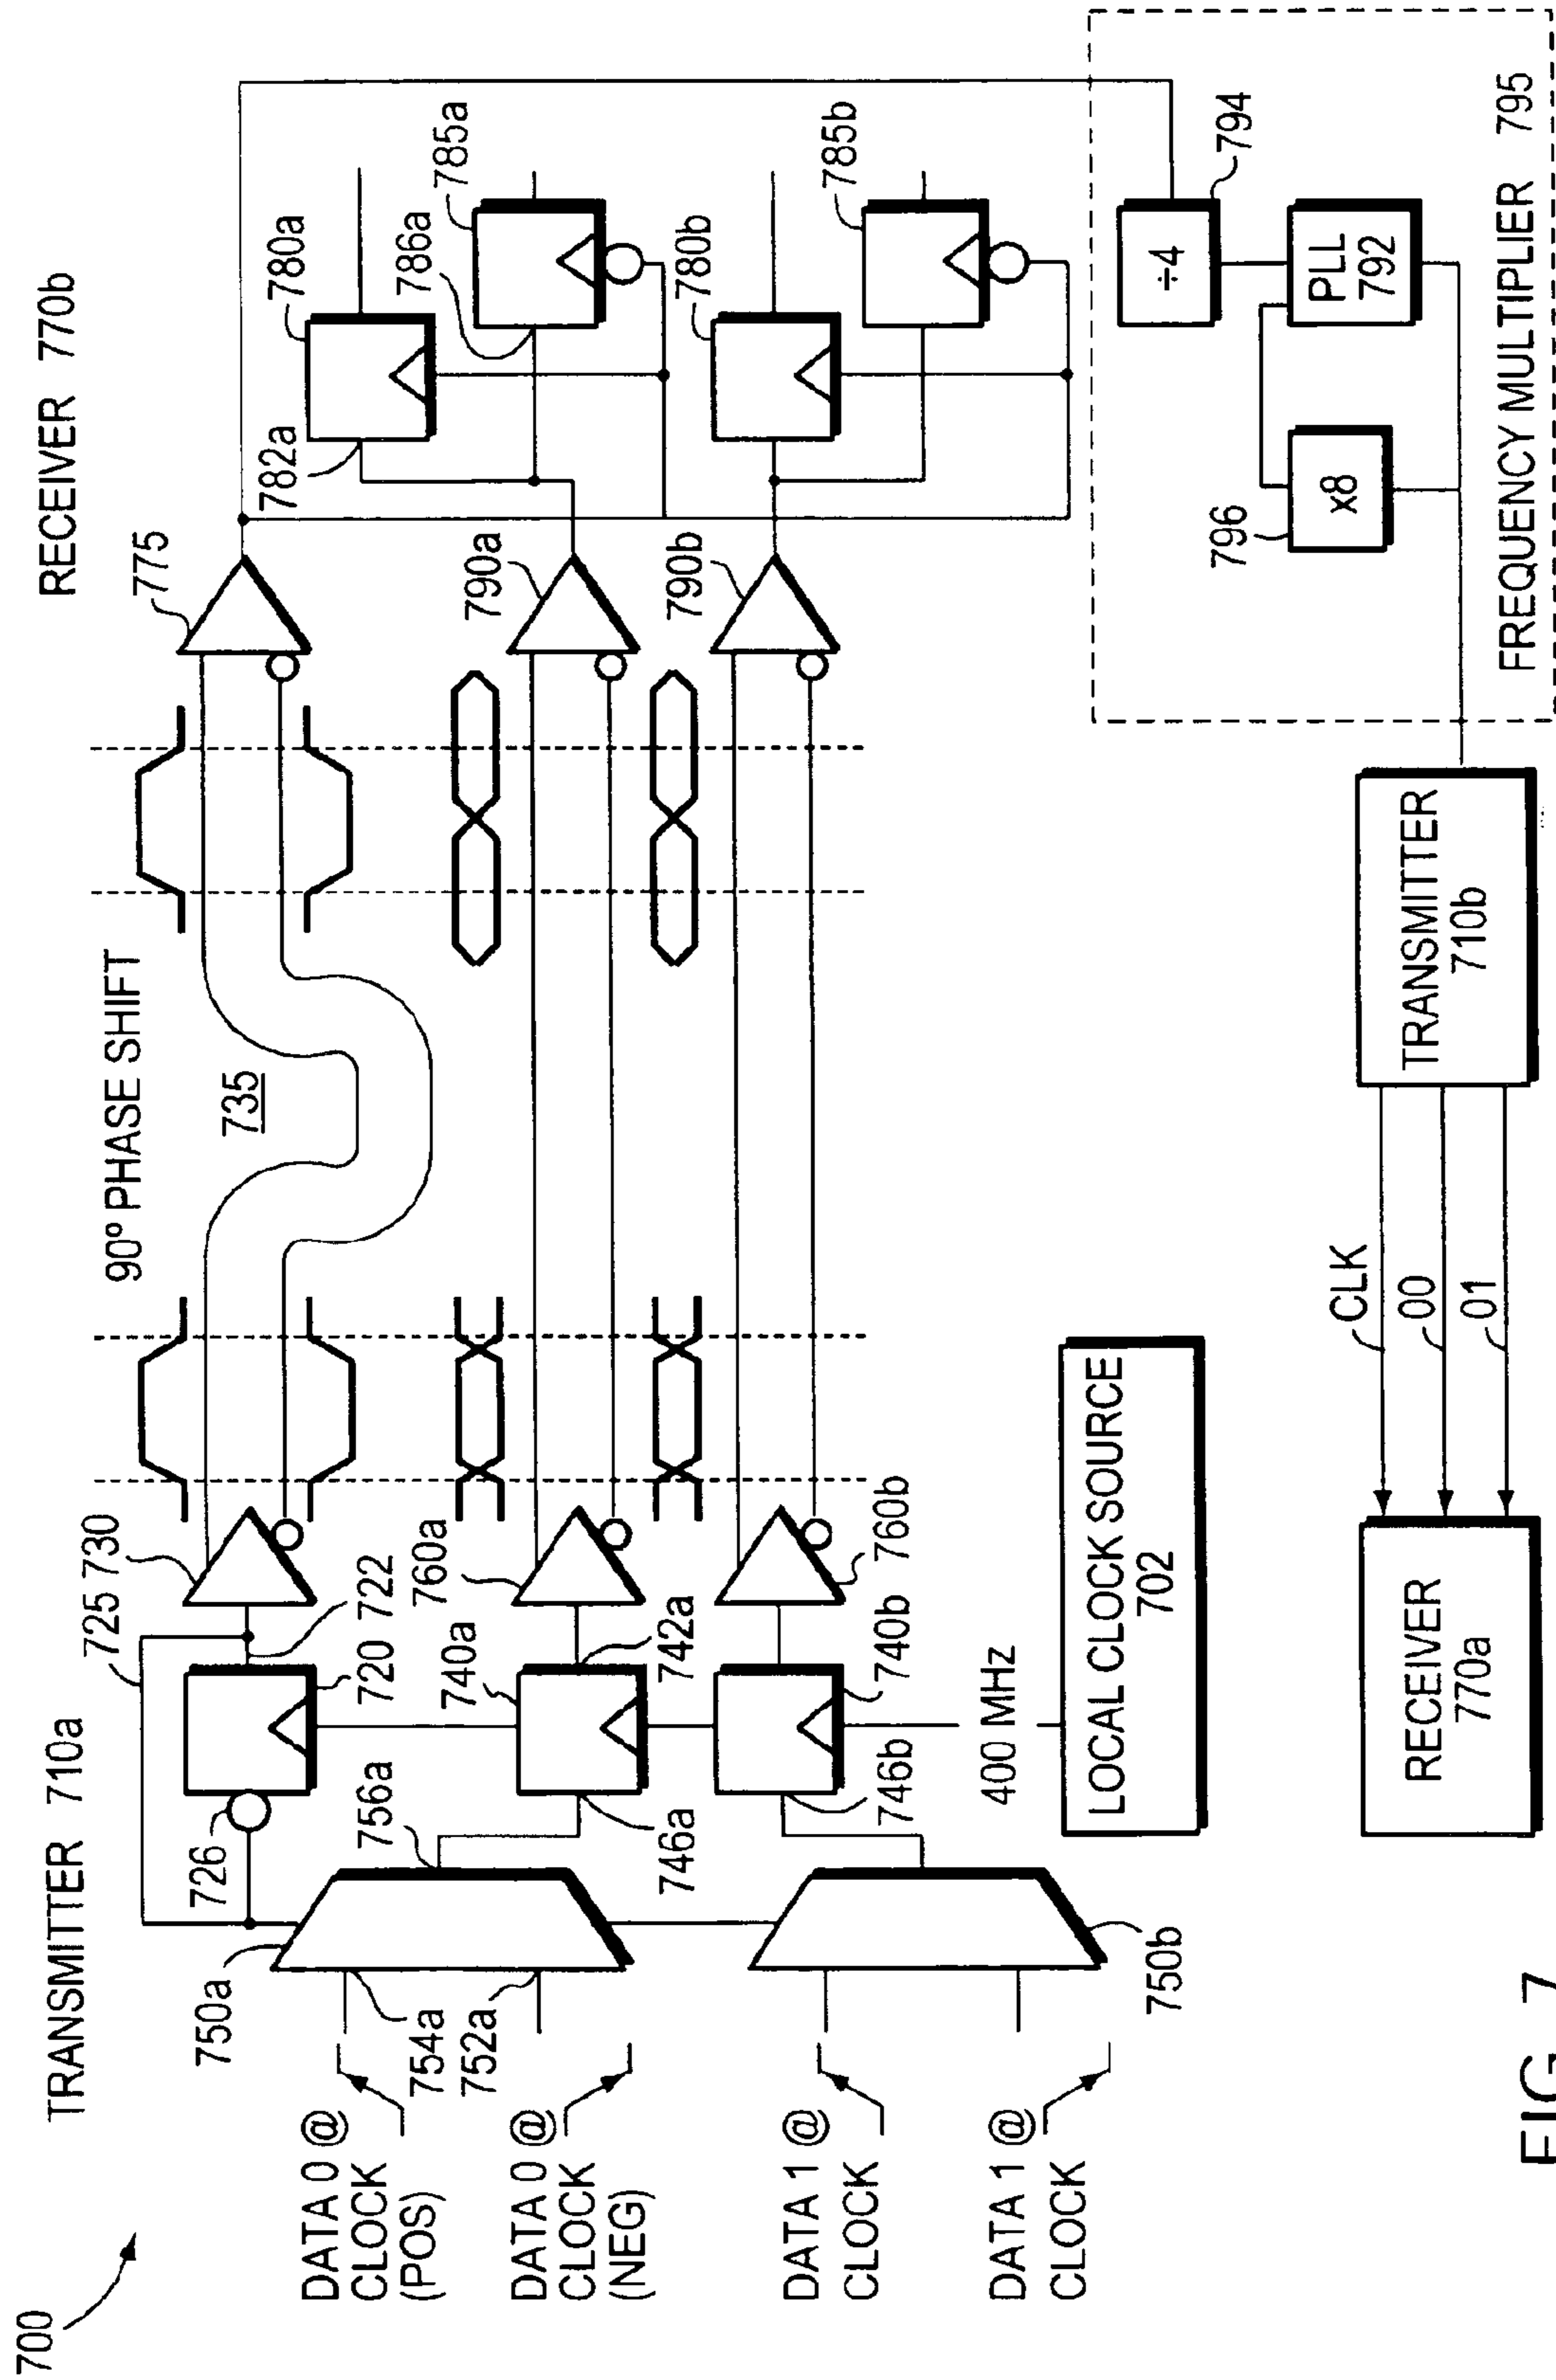 700
TRANSMITTER 710a
RECEIVER 770b
90° PHASE SHIFT
725
730
722
720
726
735
775
780a
782a
785a
786a
750a
756a
740a
760a
742a
746a
790a
790b
780b
785b
DATA 0 @
CLOCK
(POS)
754a
752a
DATA 0 @
CLOCK
(NEG)
DATA 1 @
CLOCK
DATA 1 @
CLOCK
750b
746b
740b
760b
400 MHz
LOCAL CLOCK SOURCE
702
÷4
794
PLL
792
x8
796
FREQUENCY MULTIPLIER 795
TRANSMITTER
710b
CLK
00
01
RECEIVER
770a
FIG. 7